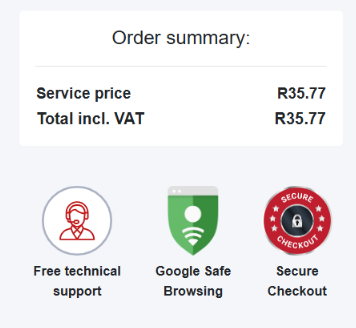 Order summary:
Service price R35.77
Total incl. VAT R35.77
SECURE
CHECKOUT
Free technical support
Google Safe Browsing
Secure Checkout